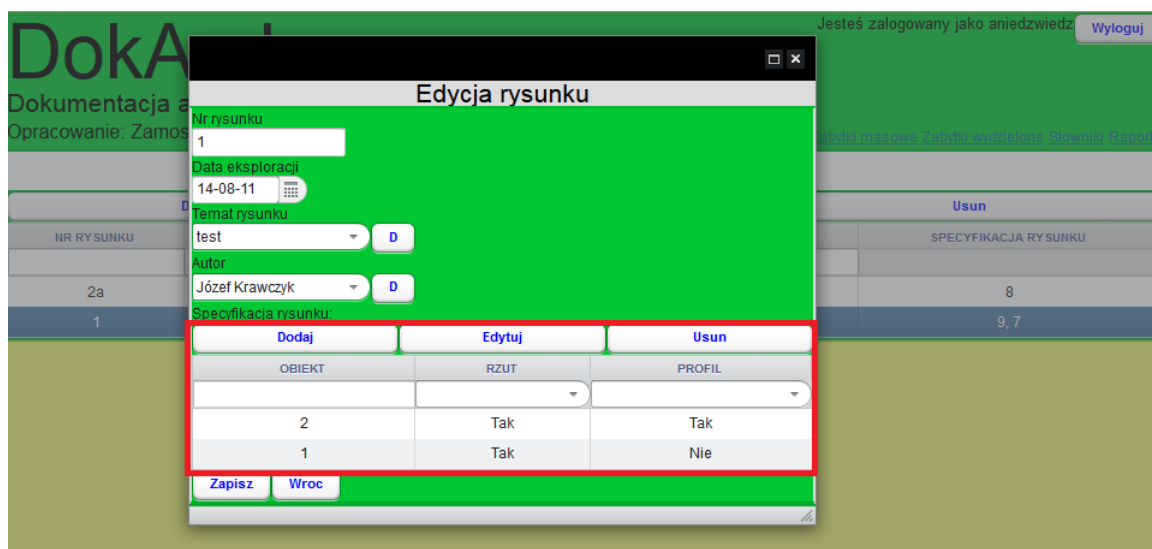 DokA
Jesteś zalogowany jako aniedzwiedz
Wyloguj
Dokumentacja a
Opracowanie: Zamos
Zabytki masowe Zabytki wydzielone Słowniki Raport
Edycja rysunku
Nr rysunku
1
Data eksploracji
14-08-11
D
Usun
Temat rysunku
test D
NR RYSUNKU
SPECYFIKACJA RYSUNKU
Autor
Józef Krawczyk D
2a
8
Specyfikacja rysunku:
1
9, 7
Dodaj Edytuj Usun
OBIEKT RZUT PROFIL
2 Tak Tak
1 Tak Nie
Zapisz Wroc